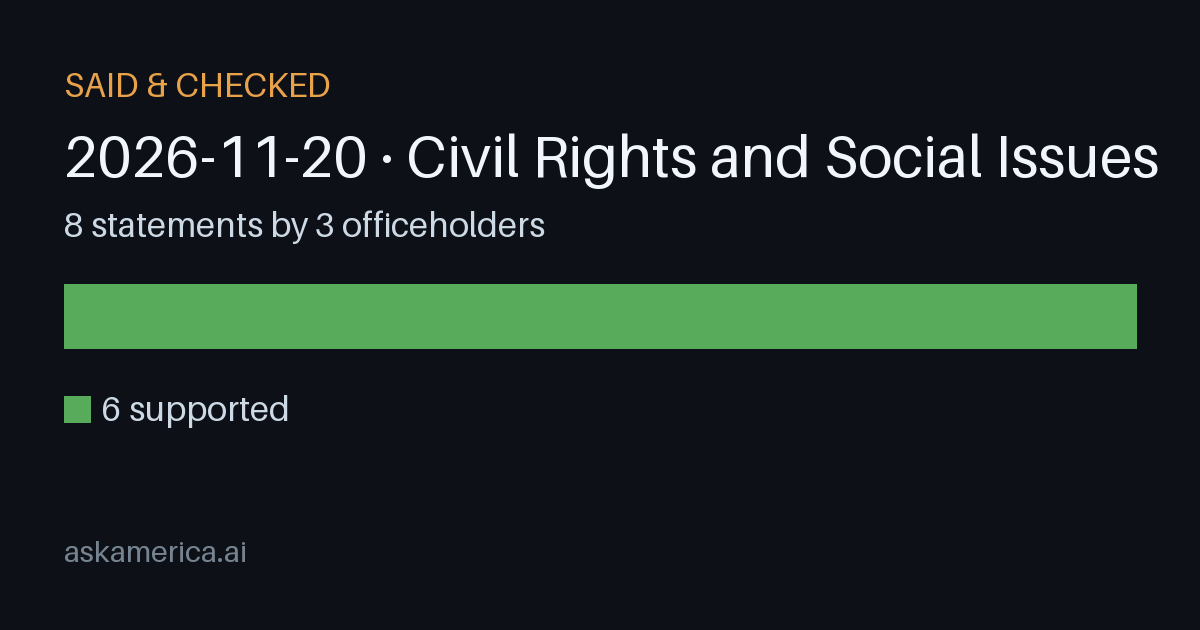 SAID & CHECKED
2026-11-20 · Civil Rights and Social Issues
8 statements by 3 officeholders
6 supported
askamerica.ai